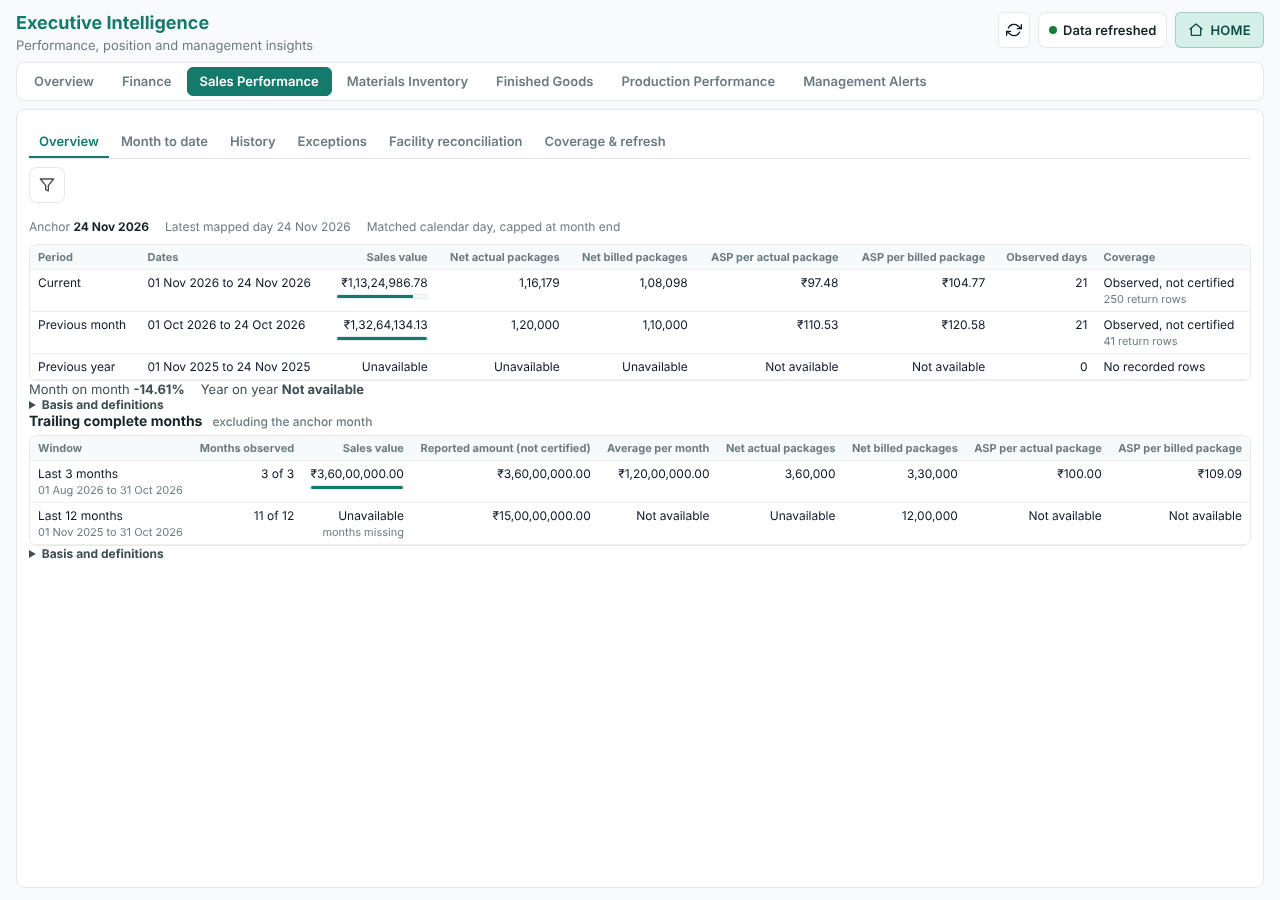 Executive Intelligence
Performance, position and management insights
Data refreshed
HOME
Overview Finance Sales Performance Materials Inventory Finished Goods Production Performance Management Alerts
Overview Month to date History Exceptions Facility reconciliation Coverage & refresh
Anchor 24 Nov 2026 Latest mapped day 24 Nov 2026 Matched calendar day, capped at month end
Period Dates Sales value Net actual packages Net billed packages ASP per actual package ASP per billed package Observed days Coverage
Current 01 Nov 2026 to 24 Nov 2026 ₹1,13,24,986.78 1,16,179 1,08,098 ₹97.48 ₹104.77 21 Observed, not certified
250 return rows
Previous month 01 Oct 2026 to 24 Oct 2026 ₹1,32,64,134.13 1,20,000 1,10,000 ₹110.53 ₹120.58 21 Observed, not certified
41 return rows
Previous year 01 Nov 2025 to 24 Nov 2025 Unavailable Unavailable Unavailable Not available Not available 0 No recorded rows
Month on month -14.61% Year on year Not available
Basis and definitions
Trailing complete months excluding the anchor month
Window Months observed Sales value Reported amount (not certified) Average per month Net actual packages Net billed packages ASP per actual package ASP per billed package
Last 3 months 3 of 3 ₹3,60,00,000.00 ₹3,60,00,000.00 ₹1,20,00,000.00 3,60,000 3,30,000 ₹100.00 ₹109.09
01 Aug 2026 to 31 Oct 2026
Last 12 months 11 of 12 Unavailable ₹15,00,00,000.00 Not available Unavailable 12,00,000 Not available Not available
01 Nov 2025 to 31 Oct 2026 months missing
Basis and definitions